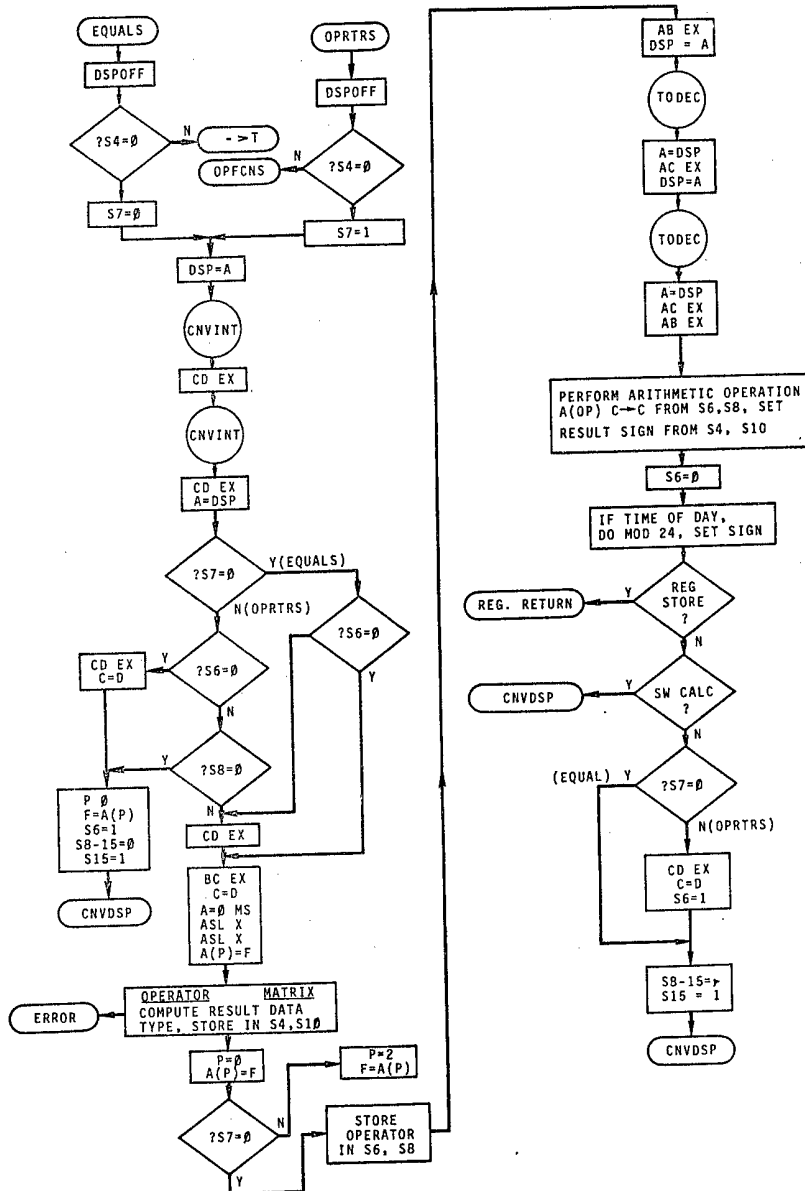 EQUALS
DSPOFF
?S4=Ø
N
->T
S7=Ø
OPRTRS
DSPOFF
?S4=Ø
N
OPFCNS
S7=1
DSP=A
CNVINT
CD EX
CNVINT
CD EX
A=DSP
?S7=Ø
Y(EQUALS)
N(OPRTRS)
?S6=Ø
N
Y
?S6=Ø
Y
N
CD EX
C=D
?S8=Ø
Y
N
P Ø
F=A(P)
S6=1
S8-15=Ø
S15=1
CNVDSP
CD EX
BC EX
C=D
A=Ø MS
ASL X
ASL X
A(P)=F
OPERATOR MATRIX
COMPUTE RESULT DATA
TYPE, STORE IN S4,S1Ø
ERROR
P=Ø
A(P)=F
?S7=Ø
N
Y
P=2
F=A(P)
STORE
OPERATOR
IN S6, S8
AB EX
DSP = A
TODEC
A=DSP
AC EX
DSP=A
TODEC
A=DSP
AC EX
AB EX
PERFORM ARITHMETIC OPERATION
A(OP) C→C FROM S6,S8, SET
RESULT SIGN FROM S4, S1O
S6=Ø
IF TIME OF DAY,
DO MOD 24, SET SIGN
REG
STORE
?
Y
REG. RETURN
N
SW CALC
?
Y
CNVDSP
N
?S7=Ø
(EQUAL) Y
N(OPRTRS)
CD EX
C=D
S6=1
S8-15=
S15 = 1
CNVDSP